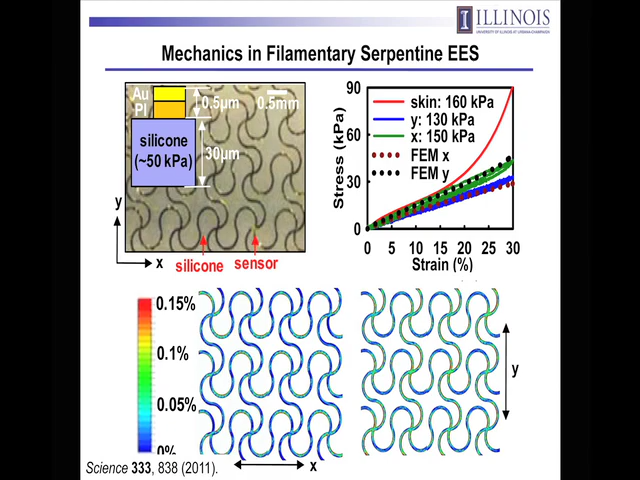 ILLINOIS
UNIVERSITY OF ILLINOIS AT URBANA-CHAMPAIGN
Mechanics in Filamentary Serpentine EES
Au
PI
0.5μm
0.5mm
silicone
(~50 kPa)
30μm
y
x
silicone
sensor
90
60
30
0
Stress (kPa)
skin: 160 kPa
y: 130 kPa
x: 150 kPa
FEM x
FEM y
0 5 10 15 20 25 30
Strain (%)
0.15%
0.1%
0.05%
0%
x
y
Science 333, 838 (2011).